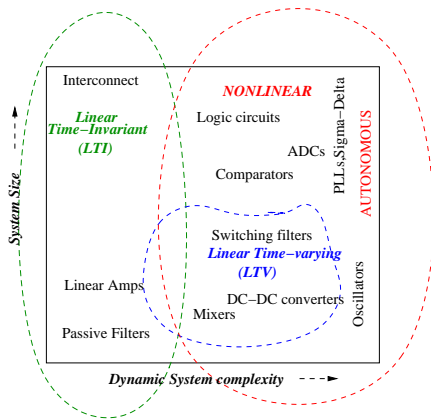 Interconnect
Linear
Time−Invariant
(LTI)
NONLINEAR
Logic circuits
ADCs
Comparators
PLLs,Sigma−Delta
AUTONOMOUS
System Size
Switching filters
Linear Time−varying
(LTV)
Linear Amps
DC−DC converters
Mixers
Oscillators
Passive Filters
Dynamic System complexity